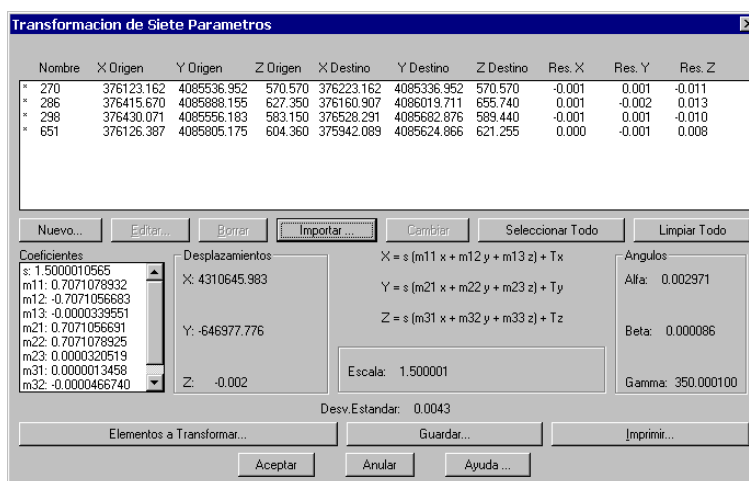 Transformacion de Siete Parametros
Nombre X Origen Y Origen Z Origen X Destino Y Destino Z Destino Res. X Res. Y Res. Z
* 270 376123.162 4085536.952 570.570 376223.162 4085336.952 570.570 -0.001 0.001 -0.011
* 286 376415.670 4085888.155 627.350 376160.907 4086019.711 655.740 0.001 -0.002 0.013
* 298 376430.071 4085556.183 583.150 376528.291 4085682.876 589.440 -0.001 0.001 -0.010
* 651 376126.387 4085805.175 604.360 375942.089 4085624.866 621.255 0.000 -0.001 0.008
Nuevo... Editar... Borrar Importar ... Cambiar Seleccionar Todo Limpiar Todo
Coeficientes
s: 1.5000010565
m11: 0.7071078932
m12: -0.7071056683
m13: -0.0000339551
m21: 0.7071056691
m22: 0.7071078925
m23: 0.0000320519
m31: 0.0000013458
m32: -0.0000466740
Desplazamientos
X: 4310645.983
Y: -646977.776
Z: -0.002
X = s (m11 x + m12 y + m13 z) + Tx
Y = s (m21 x + m22 y + m23 z) + Ty
Z = s (m31 x + m32 y + m33 z) + Tz
Escala: 1.500001
Angulos
Alfa: 0.002971
Beta: 0.000086
Gamma: 350.000100
Desv.Estandar: 0.0043
Elementos a Transformar... Guardar... Imprimir...
Aceptar Anular Ayuda ...